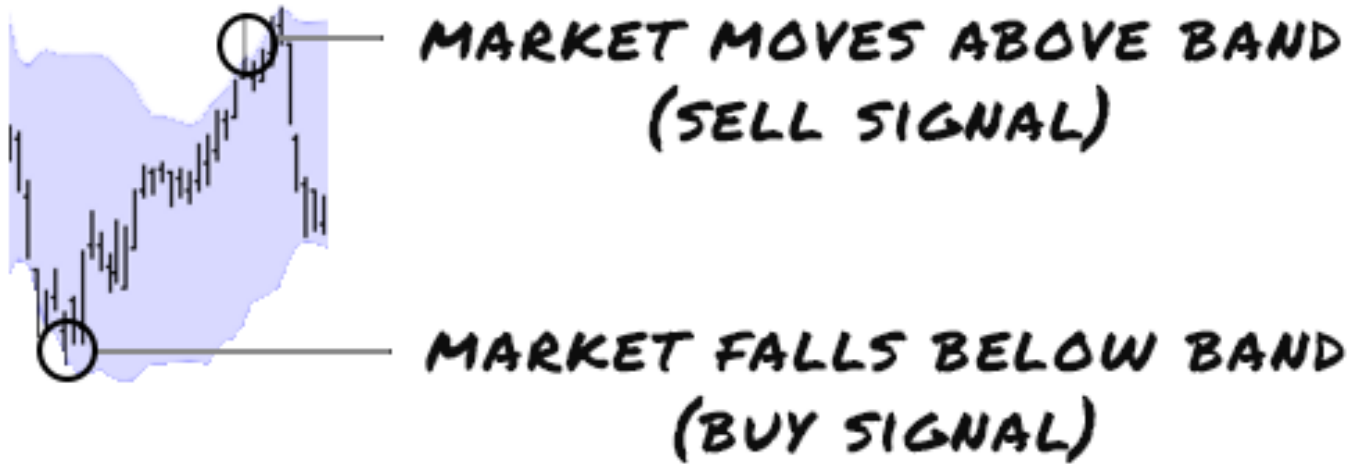 MARKET MOVES ABOVE BAND
(SELL SIGNAL)
MARKET FALLS BELOW BAND
(BUY SIGNAL)